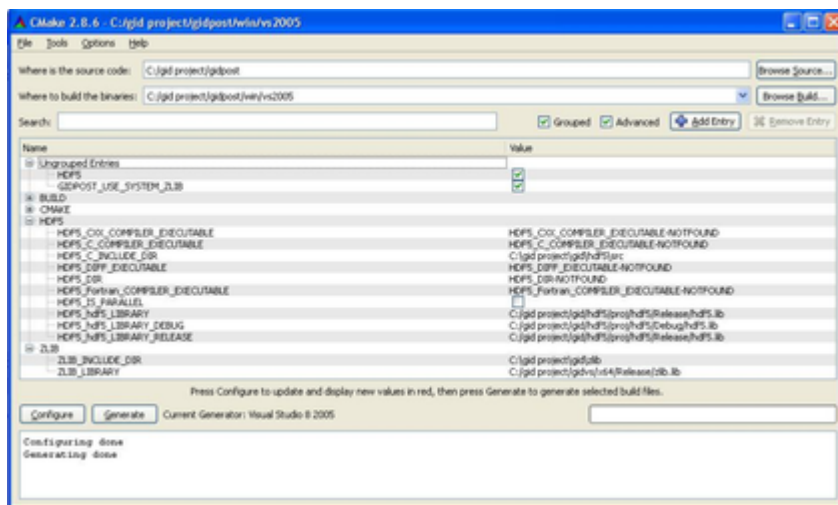 CMake 2.8.6 - C:/gid project/gidpost/win/vs2005
File Tools Options Help
Where is the source code: C:/gid project/gidpost Browse Source...
Where to build the binaries: C:/gid project/gidpost/win/vs2005 Browse Build...
Search: Grouped Advanced Add Entry Remove Entry
Name Value
Ungrouped Entries
HDF5
GIDPOST_USE_SYSTEM_ZLIB
BUILD
CMAKE
HDF5
HDF5_CXX_COMPILER_EXECUTABLE HDF5_CXX_COMPILER_EXECUTABLE-NOTFOUND
HDF5_C_COMPILER_EXECUTABLE HDF5_C_COMPILER_EXECUTABLE-NOTFOUND
HDF5_C_INCLUDE_DIR C:\gid project\gid\hdf5\src
HDF5_DIFF_EXECUTABLE HDF5_DIFF_EXECUTABLE-NOTFOUND
HDF5_DIR HDF5_DIR-NOTFOUND
HDF5_Fortran_COMPILER_EXECUTABLE HDF5_Fortran_COMPILER_EXECUTABLE-NOTFOUND
HDF5_IS_PARALLEL
HDF5_hdf5_LIBRARY C:/gid project/gid/hdf5/proj/hdf5/Release/hdf5.lib
HDF5_hdf5_LIBRARY_DEBUG C:/gid project/gid/hdf5/proj/hdf5/Debug/hdf5.lib
HDF5_hdf5_LIBRARY_RELEASE C:/gid project/gid/hdf5/proj/hdf5/Release/hdf5.lib
ZLIB
ZLIB_INCLUDE_DIR C:\gid project\gid\zlib
ZLIB_LIBRARY C:/gid project/gidvs/x64/Release/zlib.lib
Press Configure to update and display new values in red, then press Generate to generate selected build files.
Configure Generate Current Generator: Visual Studio 8 2005
Configuring done
Generating done